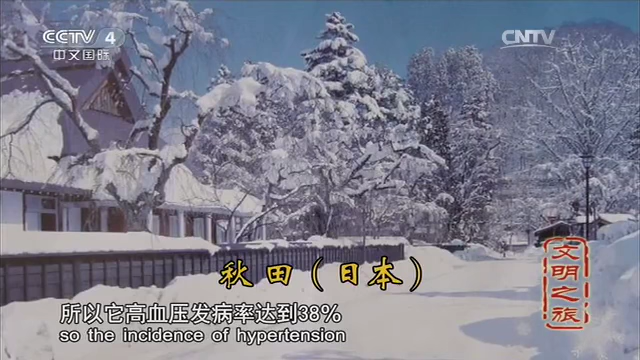 CCTV 4
CNTV
中文国际
秋田（日本）
文明之旅
所以它高血压发病率达到38%
so the incidence of hypertension